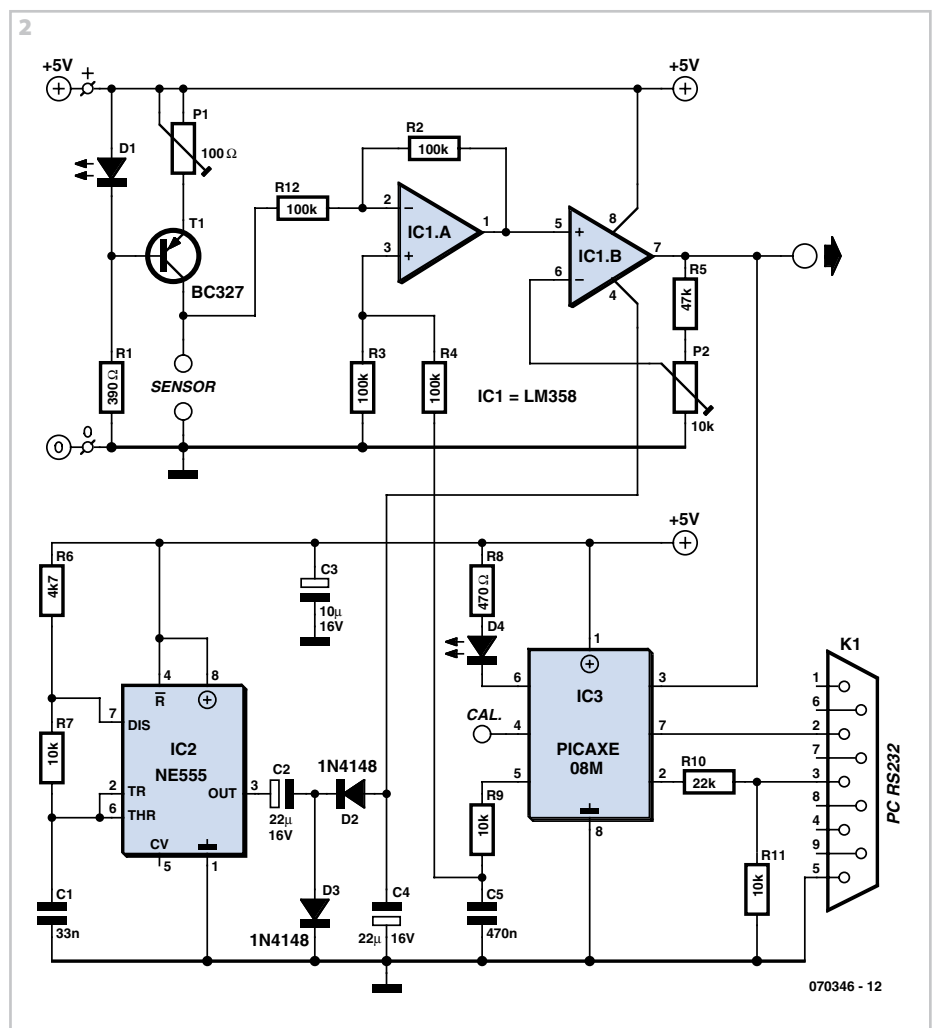 2
+5V
+
+5V
P1
100Ω
D1
R2
100k
R12
100k
2
−
IC1.A
1
3
+
T1
BC327
5
+
IC1.B
8
7
6
−
4
R5
47k
P2
10k
R1
390Ω
SENSOR
R3
100k
R4
100k
IC1 = LM358
0
0
+5V
R6
4k7
C3
10µ
16V
R8
470Ω
D4
K1
4
8
R
+
7
DIS
R7
10k
IC2
NE555
2
TR
6
THR
OUT
3
CV
5
1
C2
22µ
16V
1N4148
D2
D3
1N4148
C4
22µ
16V
C1
33n
1
+
6
IC3
3
CAL.
4
PICAXE
08M
7
5
2
8
R9
10k
C5
470n
R10
22k
R11
10k
1
6
2
7
3
8
4
9
5
PC RS232
070346 - 12